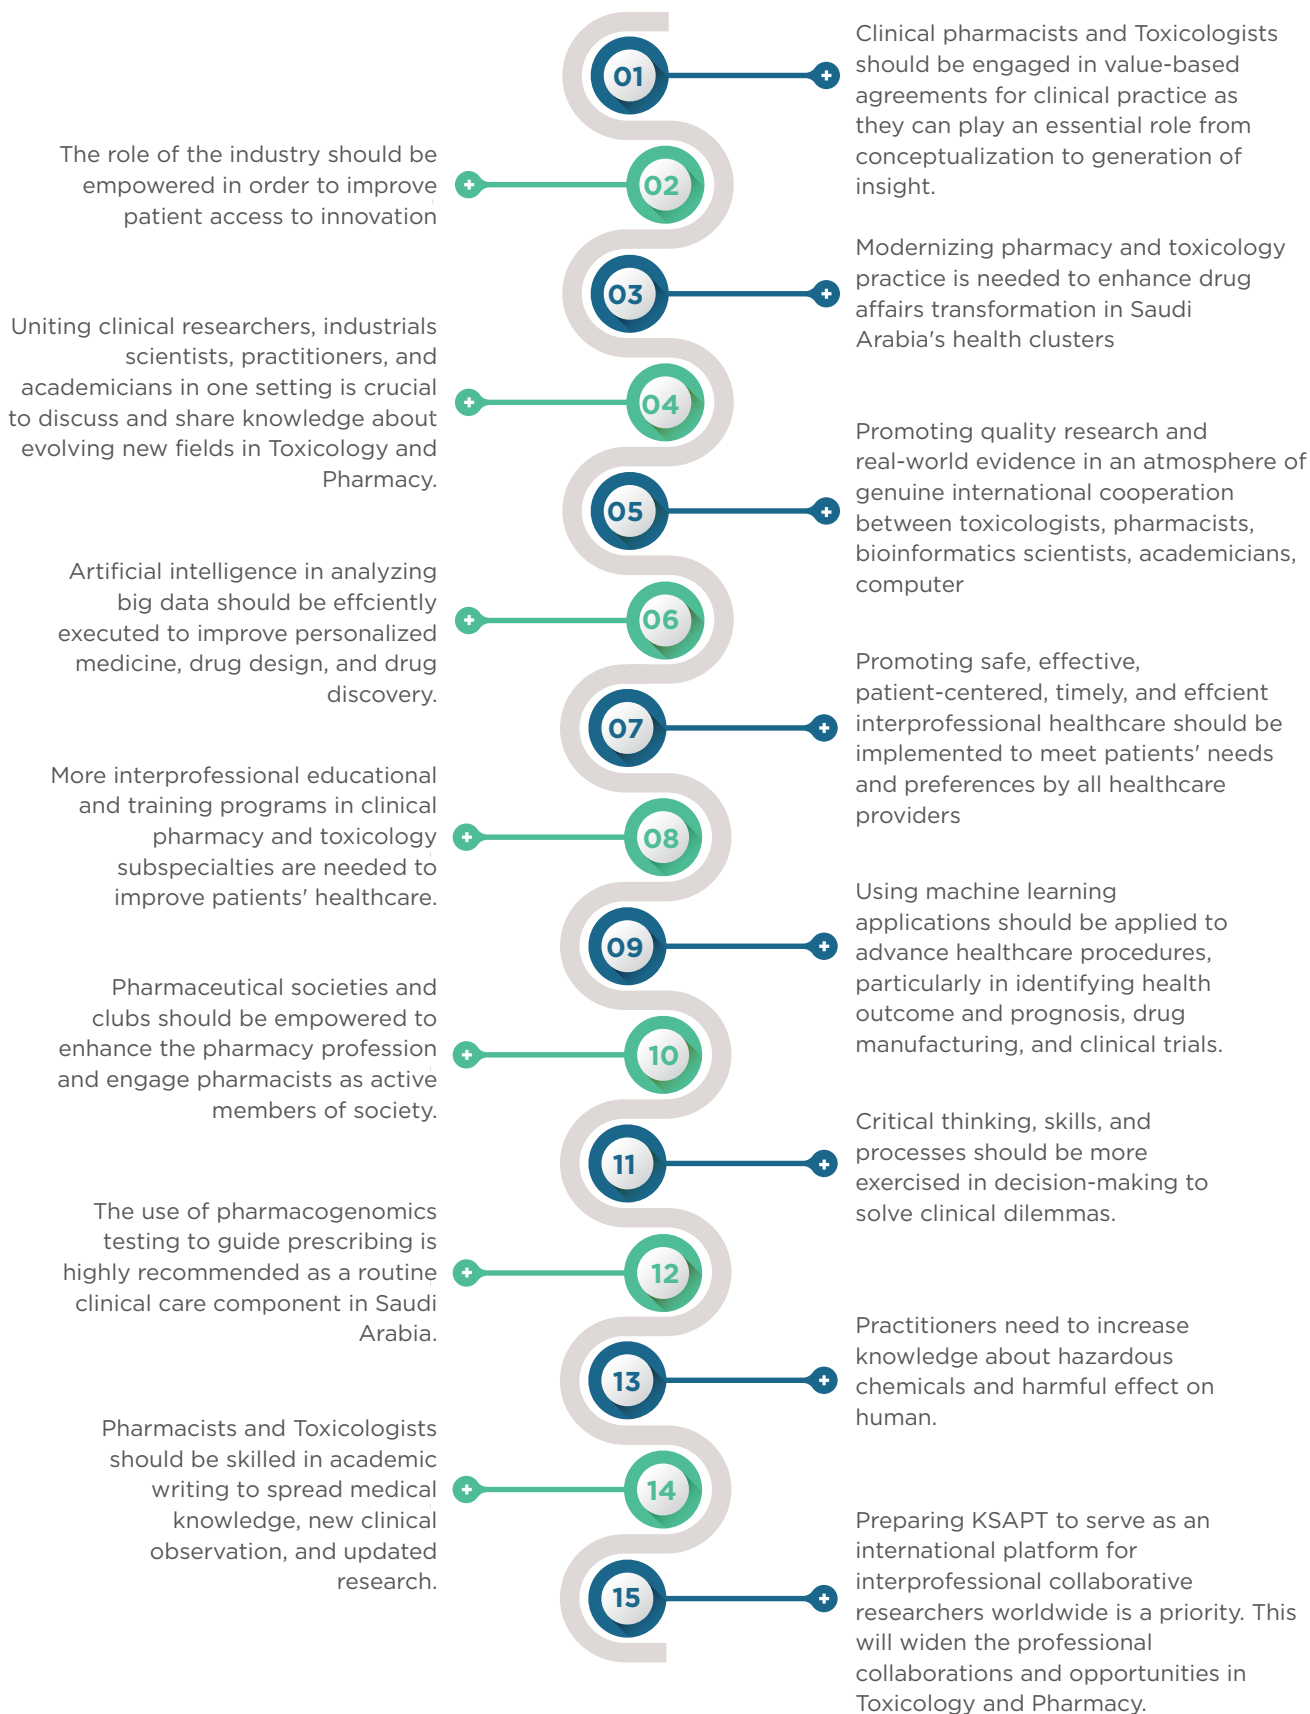 01
Clinical pharmacists and Toxicologists
should be engaged in value-based
agreements for clinical practice as
they can play an essential role from
conceptualization to generation of
insight.
02
The role of the industry should be
empowered in order to improve
patient access to innovation
03
Modernizing pharmacy and toxicology
practice is needed to enhance drug
affairs transformation in Saudi
Arabia's health clusters
04
Uniting clinical researchers, industrials
scientists, practitioners, and
academicians in one setting is crucial
to discuss and share knowledge about
evolving new fields in Toxicology and
Pharmacy.
05
Promoting quality research and
real-world evidence in an atmosphere of
genuine international cooperation
between toxicologists, pharmacists,
bioinformatics scientists, academicians,
computer
06
Artificial intelligence in analyzing
big data should be effciently
executed to improve personalized
medicine, drug design, and drug
discovery.
07
Promoting safe, effective,
patient-centered, timely, and effcient
interprofessional healthcare should be
implemented to meet patients' needs
and preferences by all healthcare
providers
08
More interprofessional educational
and training programs in clinical
pharmacy and toxicology
subspecialties are needed to
improve patients' healthcare.
09
Using machine learning
applications should be applied to
advance healthcare procedures,
particularly in identifying health
outcome and prognosis, drug
manufacturing, and clinical trials.
10
Pharmaceutical societies and
clubs should be empowered to
enhance the pharmacy profession
and engage pharmacists as active
members of society.
11
Critical thinking, skills, and
processes should be more
exercised in decision-making to
solve clinical dilemmas.
12
The use of pharmacogenomics
testing to guide prescribing is
highly recommended as a routine
clinical care component in Saudi
Arabia.
13
Practitioners need to increase
knowledge about hazardous
chemicals and harmful effect on
human.
14
Pharmacists and Toxicologists
should be skilled in academic
writing to spread medical
knowledge, new clinical
observation, and updated
research.
15
Preparing KSAPT to serve as an
international platform for
interprofessional collaborative
researchers worldwide is a priority. This
will widen the professional
collaborations and opportunities in
Toxicology and Pharmacy.